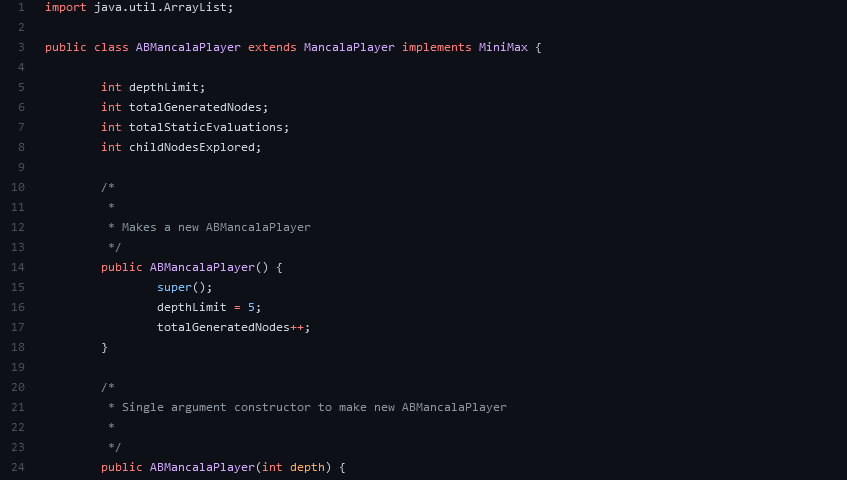 1 import java.util.ArrayList;
2
3 public class ABMancalaPlayer extends MancalaPlayer implements MiniMax {
4
5 int depthLimit;
6 int totalGeneratedNodes;
7 int totalStaticEvaluations;
8 int childNodesExplored;
9
10 /*
11 *
12 * Makes a new ABMancalaPlayer
13 */
14 public ABMancalaPlayer() {
15 super();
16 depthLimit = 5;
17 totalGeneratedNodes++;
18 }
19
20 /*
21 * Single argument constructor to make new ABMancalaPlayer
22 *
23 */
24 public ABMancalaPlayer(int depth) {